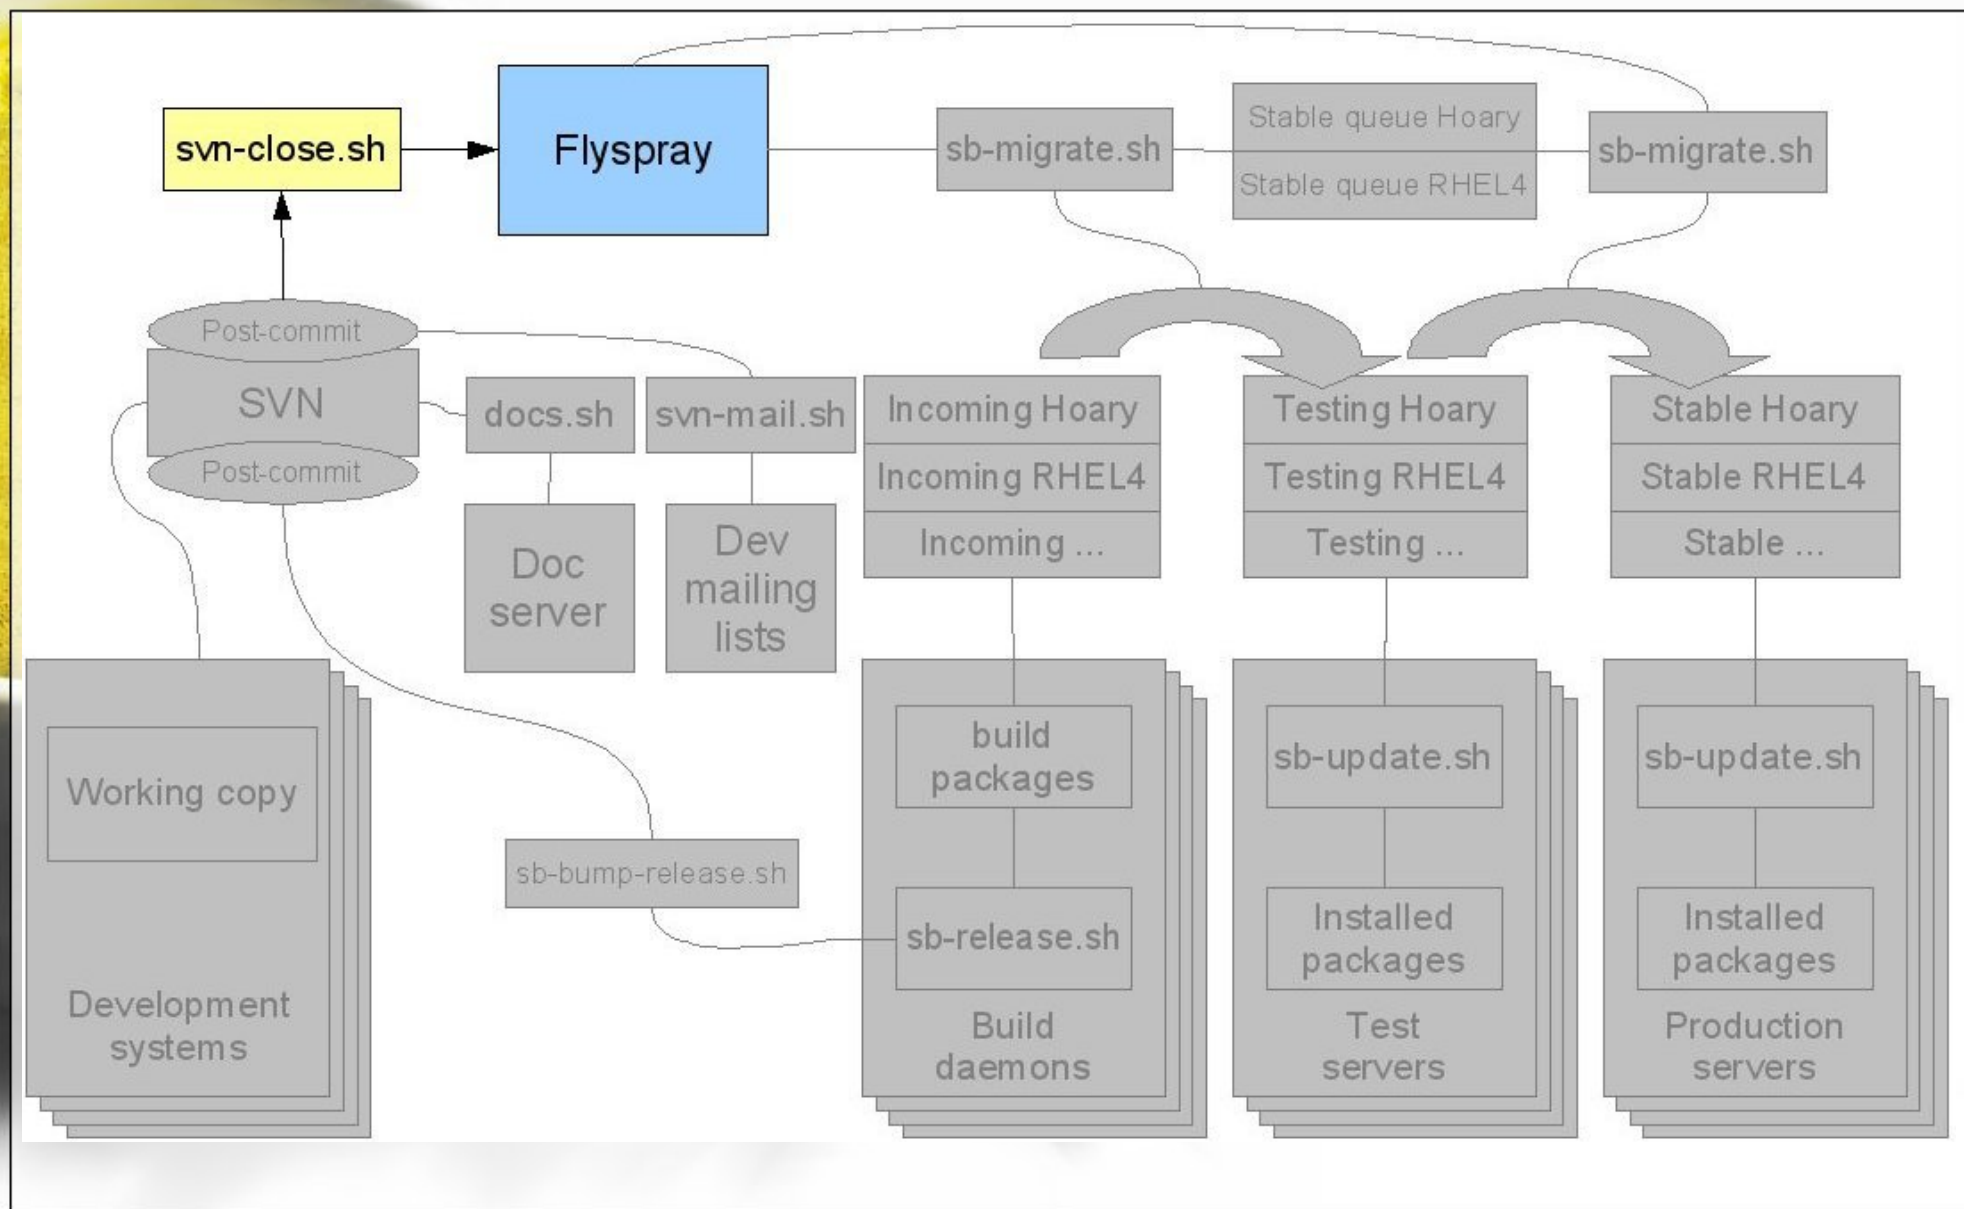 svn-close.sh
Flyspray
sb-migrate.sh
Stable queue Hoary
Stable queue RHEL4
sb-migrate.sh
Post-commit
SVN
Post-commit
docs.sh
svn-mail.sh
Doc
server
Dev
mailing
lists
Incoming Hoary
Incoming RHEL4
Incoming ...
Testing Hoary
Testing RHEL4
Testing ...
Stable Hoary
Stable RHEL4
Stable ...
Working copy
Development
systems
sb-bump-release.sh
build
packages
sb-release.sh
Build
daemons
sb-update.sh
Installed
packages
Test
servers
sb-update.sh
Installed
packages
Production
servers